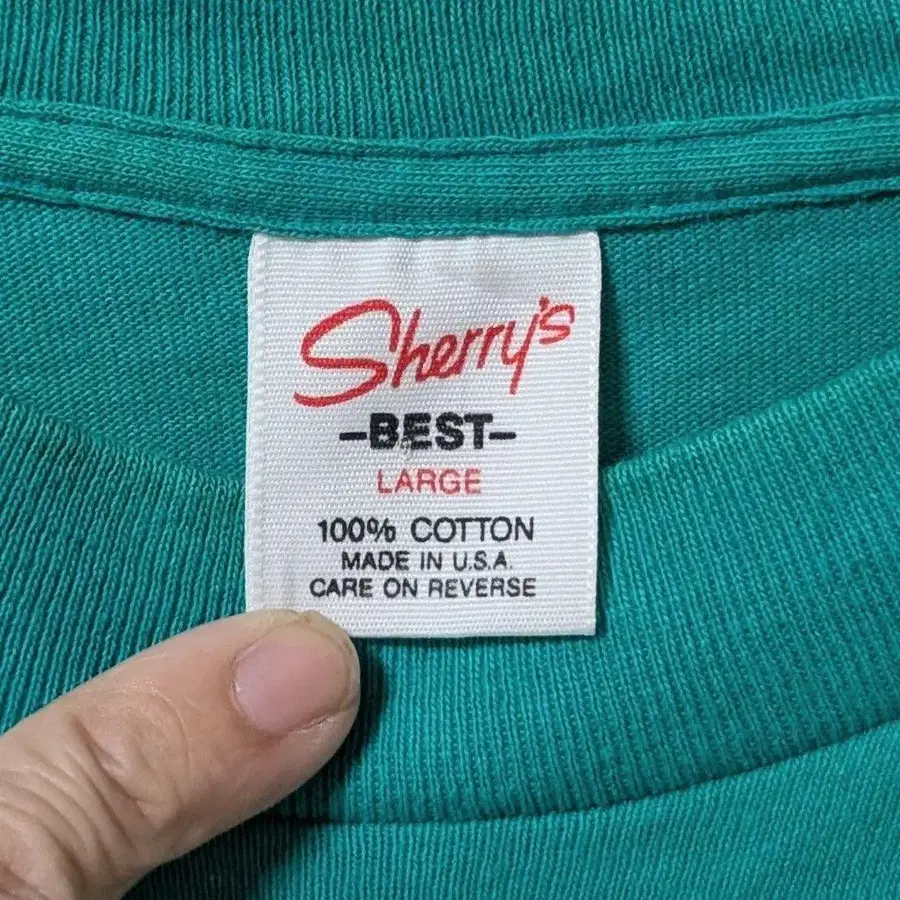 Sherry's
-BEST-
LARGE
100% COTTON
MADE IN U.S.A.
CARE ON REVERSE